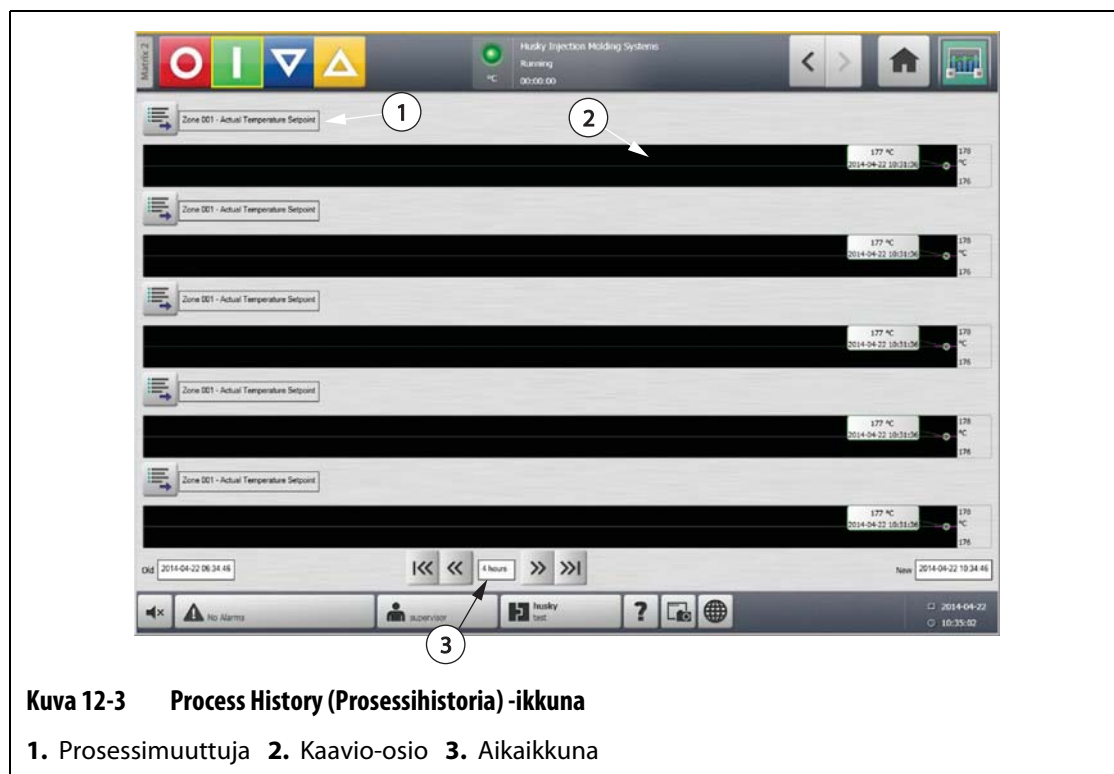 Matrix 2
Husky Injection Molding Systems
Running
°C
00:00:00
1
2
Zone 001 - Actual Temperature Setpoint
177 °C
2014-04-22 10:31:36
178
°C
176
Zone 001 - Actual Temperature Setpoint
177 °C
2014-04-22 10:31:36
178
°C
176
Zone 001 - Actual Temperature Setpoint
177 °C
2014-04-22 10:31:36
178
°C
176
Zone 001 - Actual Temperature Setpoint
177 °C
2014-04-22 10:31:36
178
°C
176
Zone 001 - Actual Temperature Setpoint
177 °C
2014-04-22 10:31:36
178
°C
176
Old 2014-04-22 06:34:46
4 hours
New 2014-04-22 10:34:46
No Alarms
supervisor
husky
test
?
2014-04-22
10:35:02
3
Kuva 12-3 Process History (Prosessihistoria) -ikkuna
1. Prosessimuuttuja 2. Kaavio-osio 3. Aikaikkuna